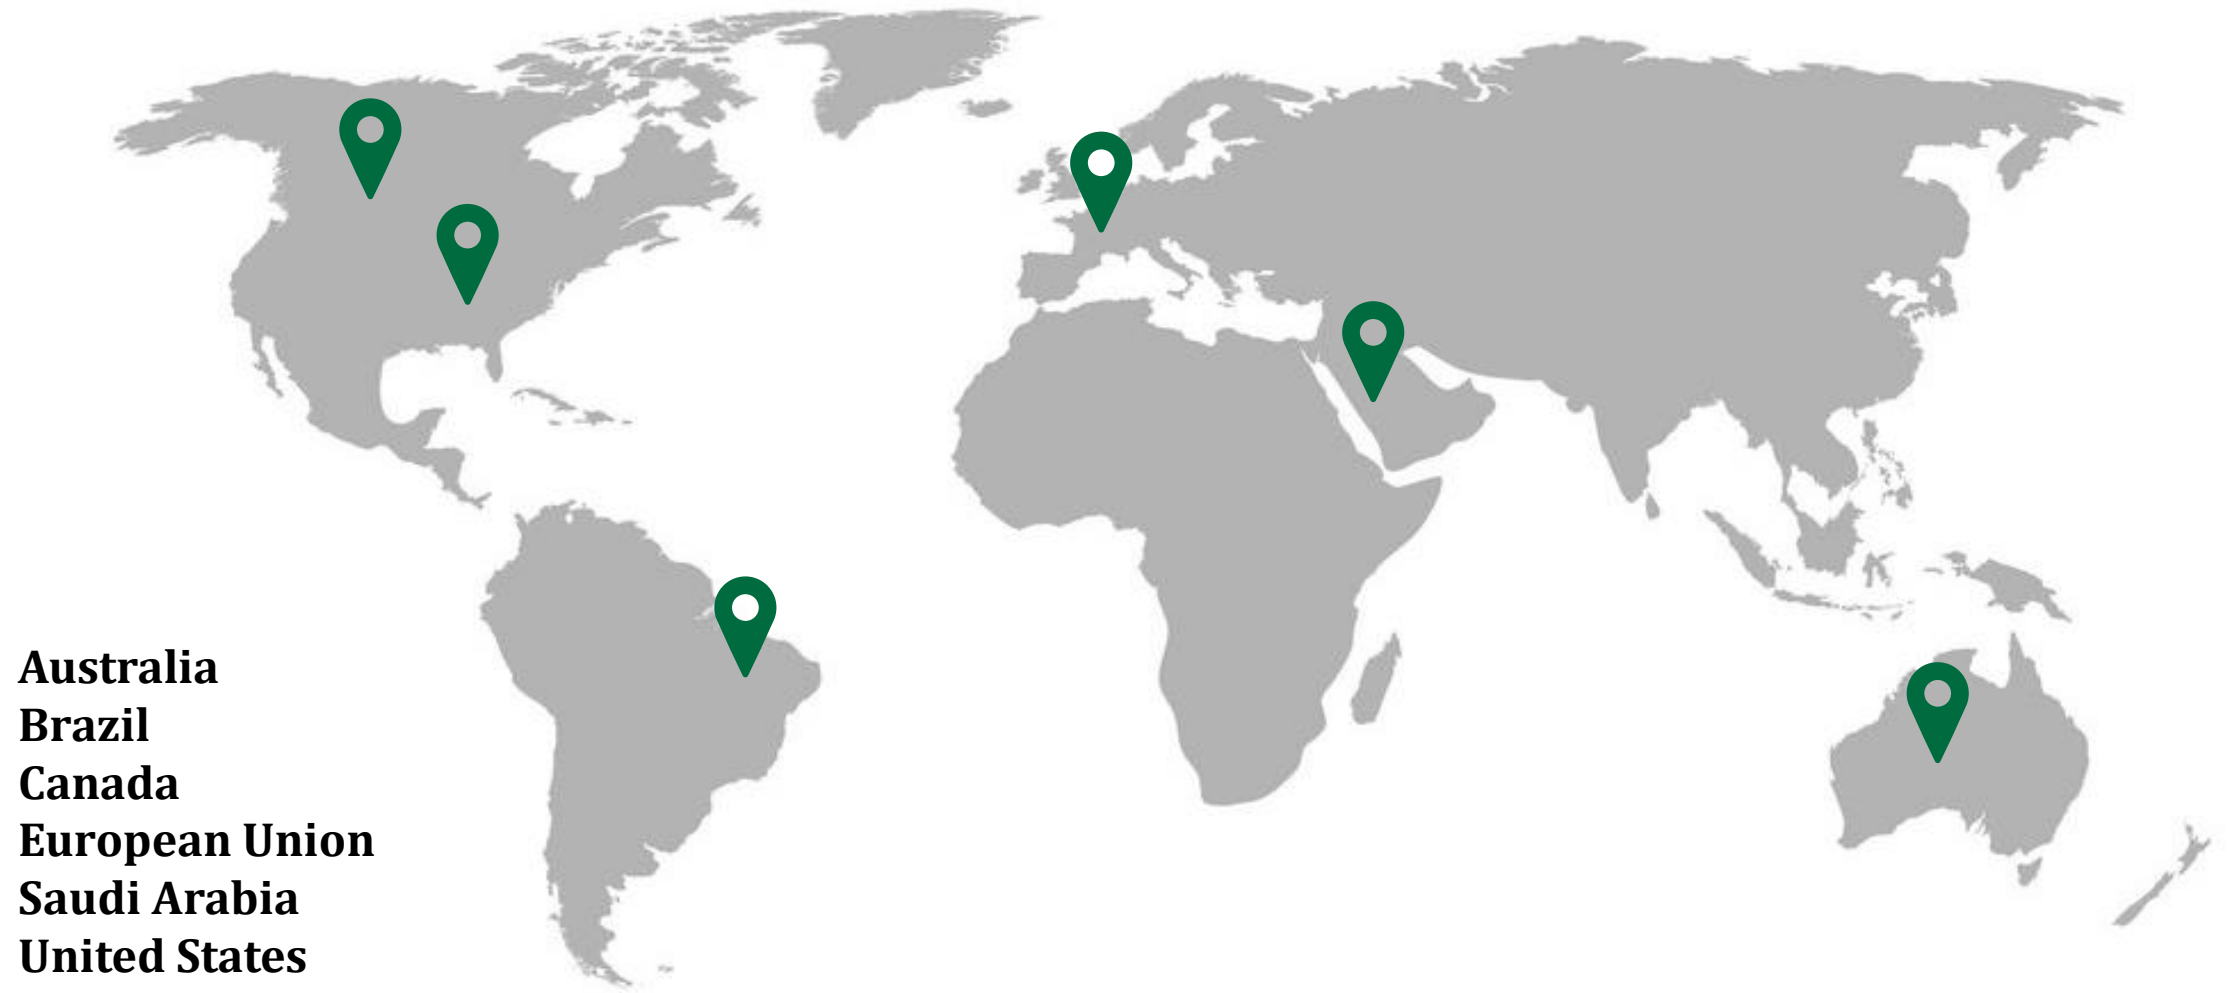 Australia
Brazil
Canada
European Union
Saudi Arabia
United States